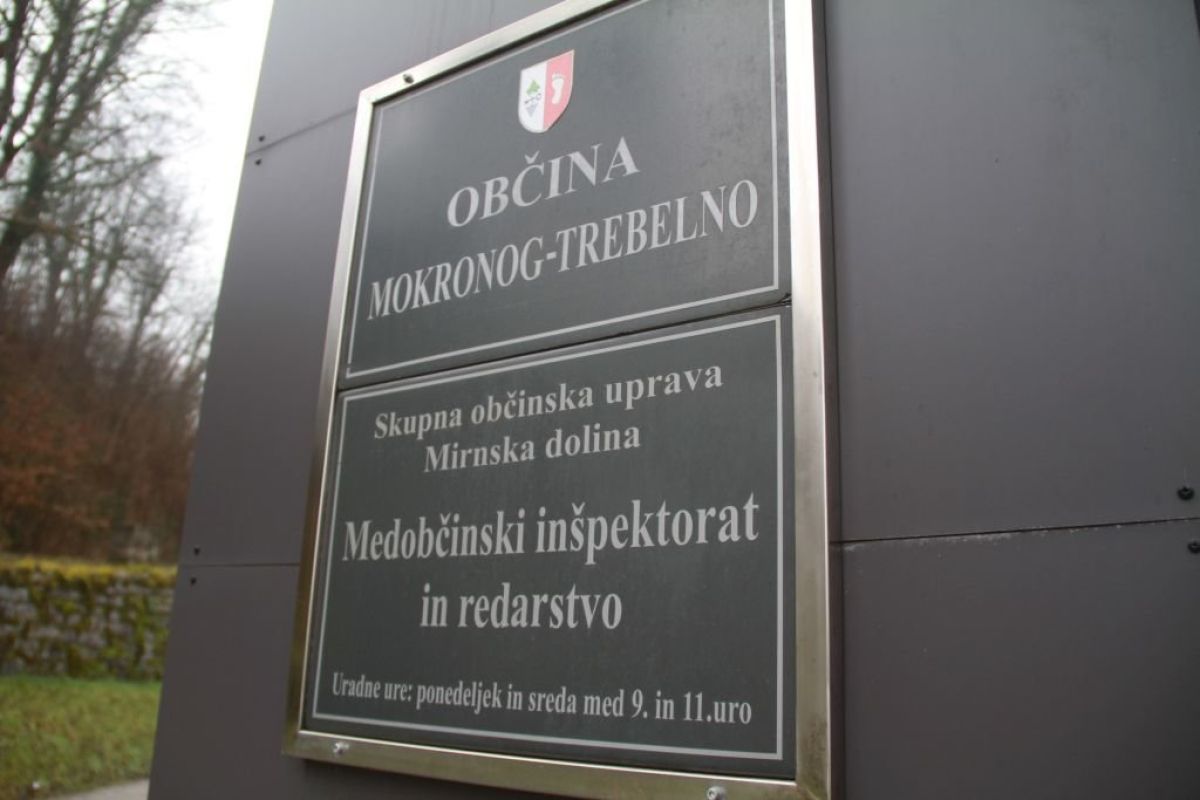 OBČINA
MOKRONOG-TREBELNO
Skupna občinska uprava
Mirnska dolina
Medobčinski inšpektorat
in redarstvo
Uradne ure: ponedeljek in sreda med 9. in 11.uro